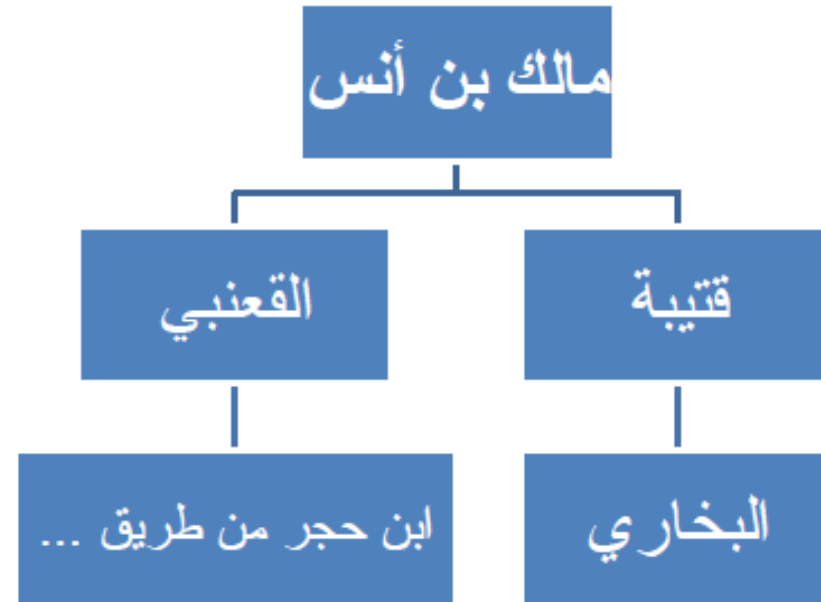 مالك بن أنس
قتيبة
القعنبي
البخاري
ابن حجر من طريق ...